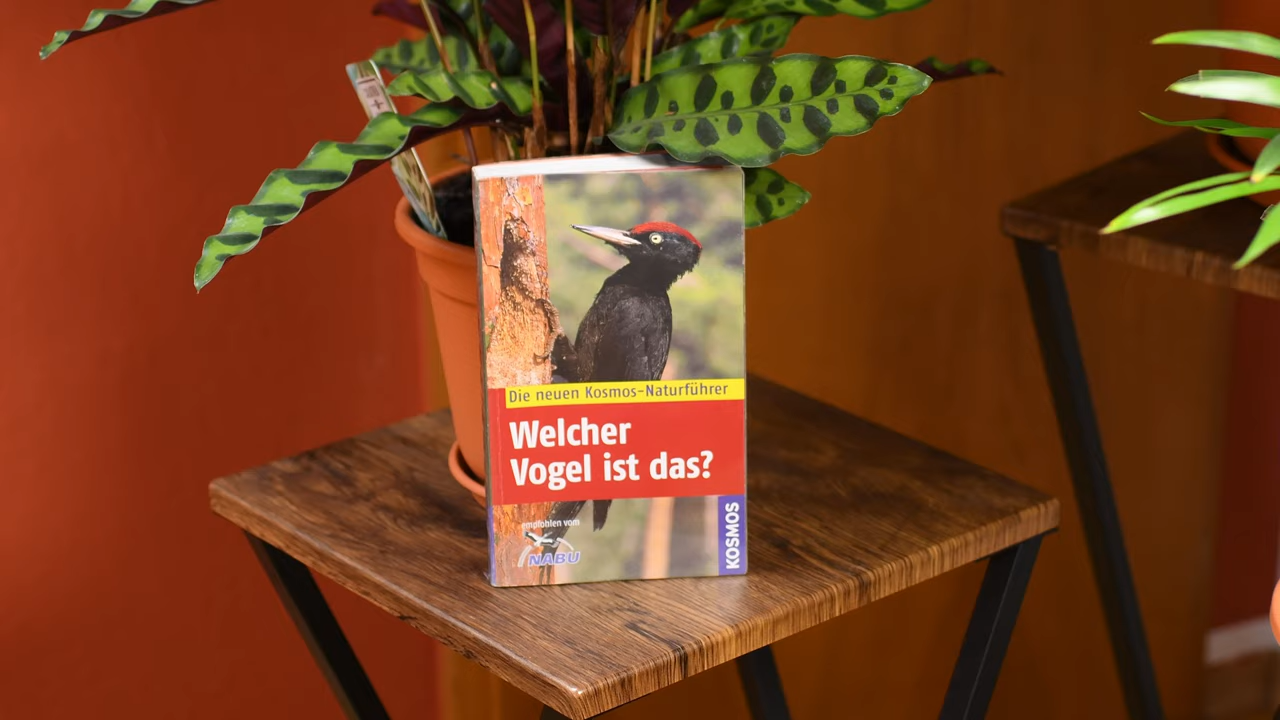 Die neuen Kosmos-Naturführer
Welcher
Vogel ist das?
empfohlen vom
NABU
KOSMOS